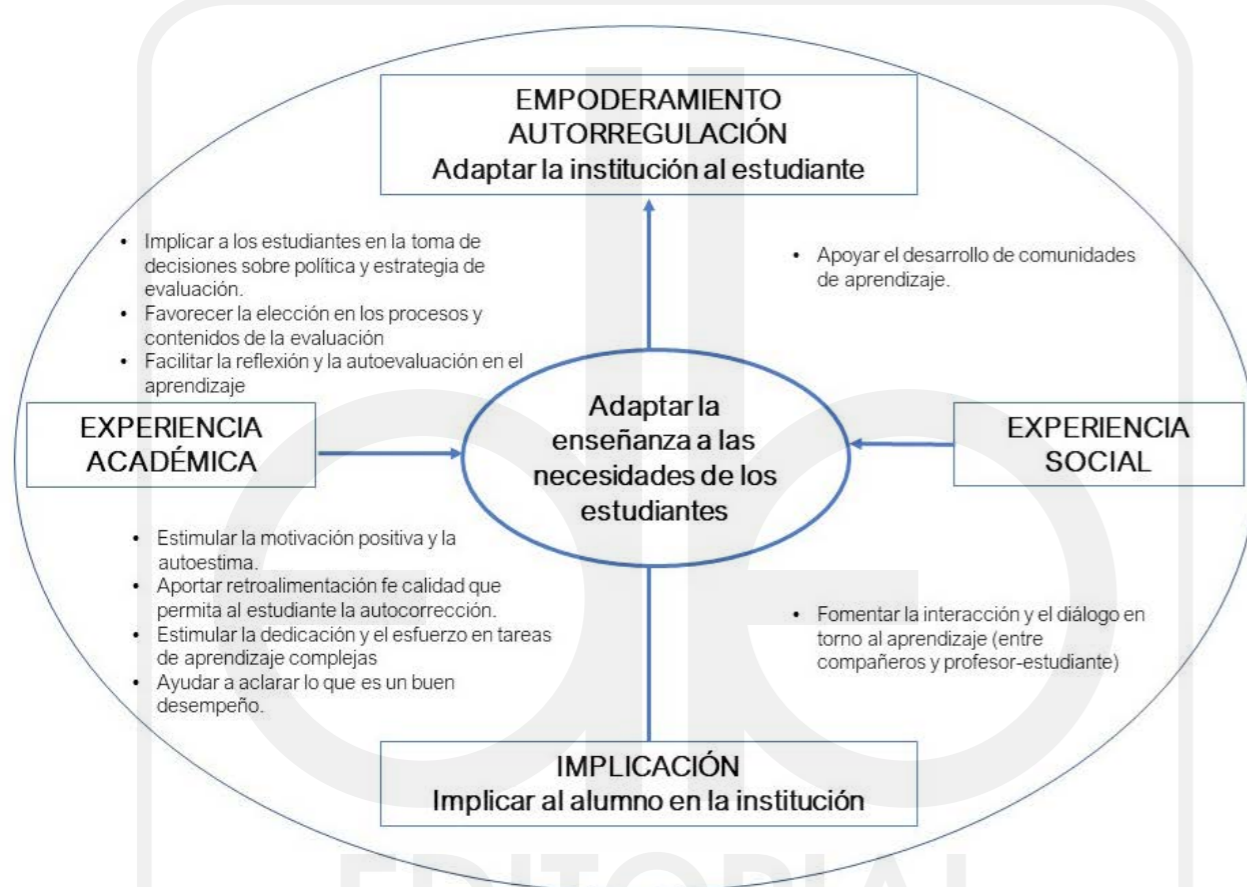 EMPODERAMIENTO
AUTORREGULACIÓN
Adaptar la institución al estudiante
• Implicar a los estudiantes en la toma de
decisiones sobre política y estrategia de
evaluación.
• Favorecer la elección en los procesos y
contenidos de la evaluación
• Facilitar la reflexión y la autoevaluación en el
aprendizaje
• Apoyar el desarrollo de comunidades
de aprendizaje.
EXPERIENCIA
ACADÉMICA
Adaptar la
enseñanza a las
necesidades de los
estudiantes
EXPERIENCIA
SOCIAL
• Estimular la motivación positiva y la
autoestima.
• Aportar retroalimentación fe calidad que
permita al estudiante la autocorrección.
• Estimular la dedicación y el esfuerzo en tareas
de aprendizaje complejas
• Ayudar a aclarar lo que es un buen
desempeño.
• Fomentar la interacción y el diálogo en
torno al aprendizaje (entre
compañeros y profesor-estudiante)
IMPLICACIÓN
Implicar al alumno en la institución
EDITORIAL